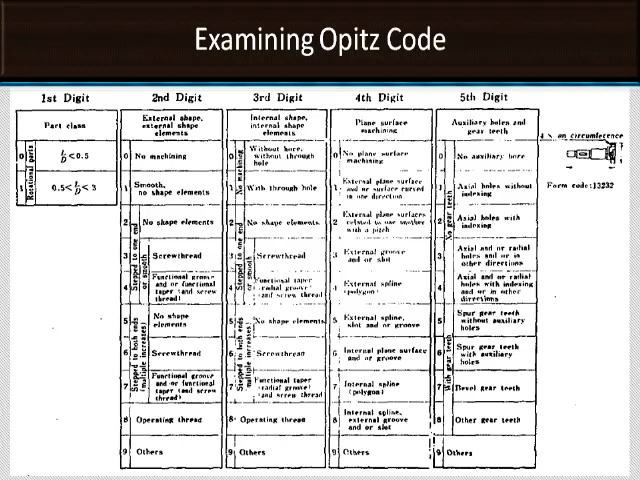 Examining Opitz Code
1st Digit
Part class
0
L/D < 0.5
1
0.5 < L/D < 3
Rotational parts
2nd Digit
External shape,
external shape
elements
0 No machining
1 Smooth,
no shape elements
Stepped to one end
or smooth
2 No shape elements
3 Screwthread
4 Functional groove
and or functional
taper (and screw
thread)
Stepped to both ends
(multiple increases)
5 No shape
elements
6 Screwthread
7 Functional groove
and or functional
taper (and screw
thread)
8 Operating thread
9 Others
3rd Digit
Internal shape,
internal shape
elements
No machining
0 Without bore,
without through
hole
1 With through
hole
Stepped to one end
or smooth
2 No shape elements
3 Screwthread
4 Functional taper
(radial groove)
(and screw thread)
Stepped to both ends
(multiple increases)
5 No shape elements
6 Screwthread
7 Functional taper
(radial groove)
(and screwthread
8 Operating thread
9 Others
4th Digit
Plane surface
machining
0 No plane surface
machining
1 External plane surface
and or surface curved
in one direction
2 External plane surfaces
related to one another
with a pitch
3 External groove
and or slot
4 External spline
(polygon)
5 External spline,
slot and or groove
6 Internal plane surface
and or groove
7 Internal spline
(polygon)
8 Internal spline,
external groove
and or slot
9 Others
5th Digit
Auxiliary holes and
gear teeth
No gear teeth
0 No auxiliary bore
1 Axial holes without
indexing
2 Axial holes with
indexing
3 Axial and or radial
holes and or in
other directions
4 Axial and or radial
holes with indexing
and or in other
directions
With gear teeth
5 Spur gear teeth
without auxiliary
holes
6 Spur gear teeth
with auxiliary
holes
7 Bevel gear teeth
8 Other gear teeth
9 Others
on circumference
Form code: 13232